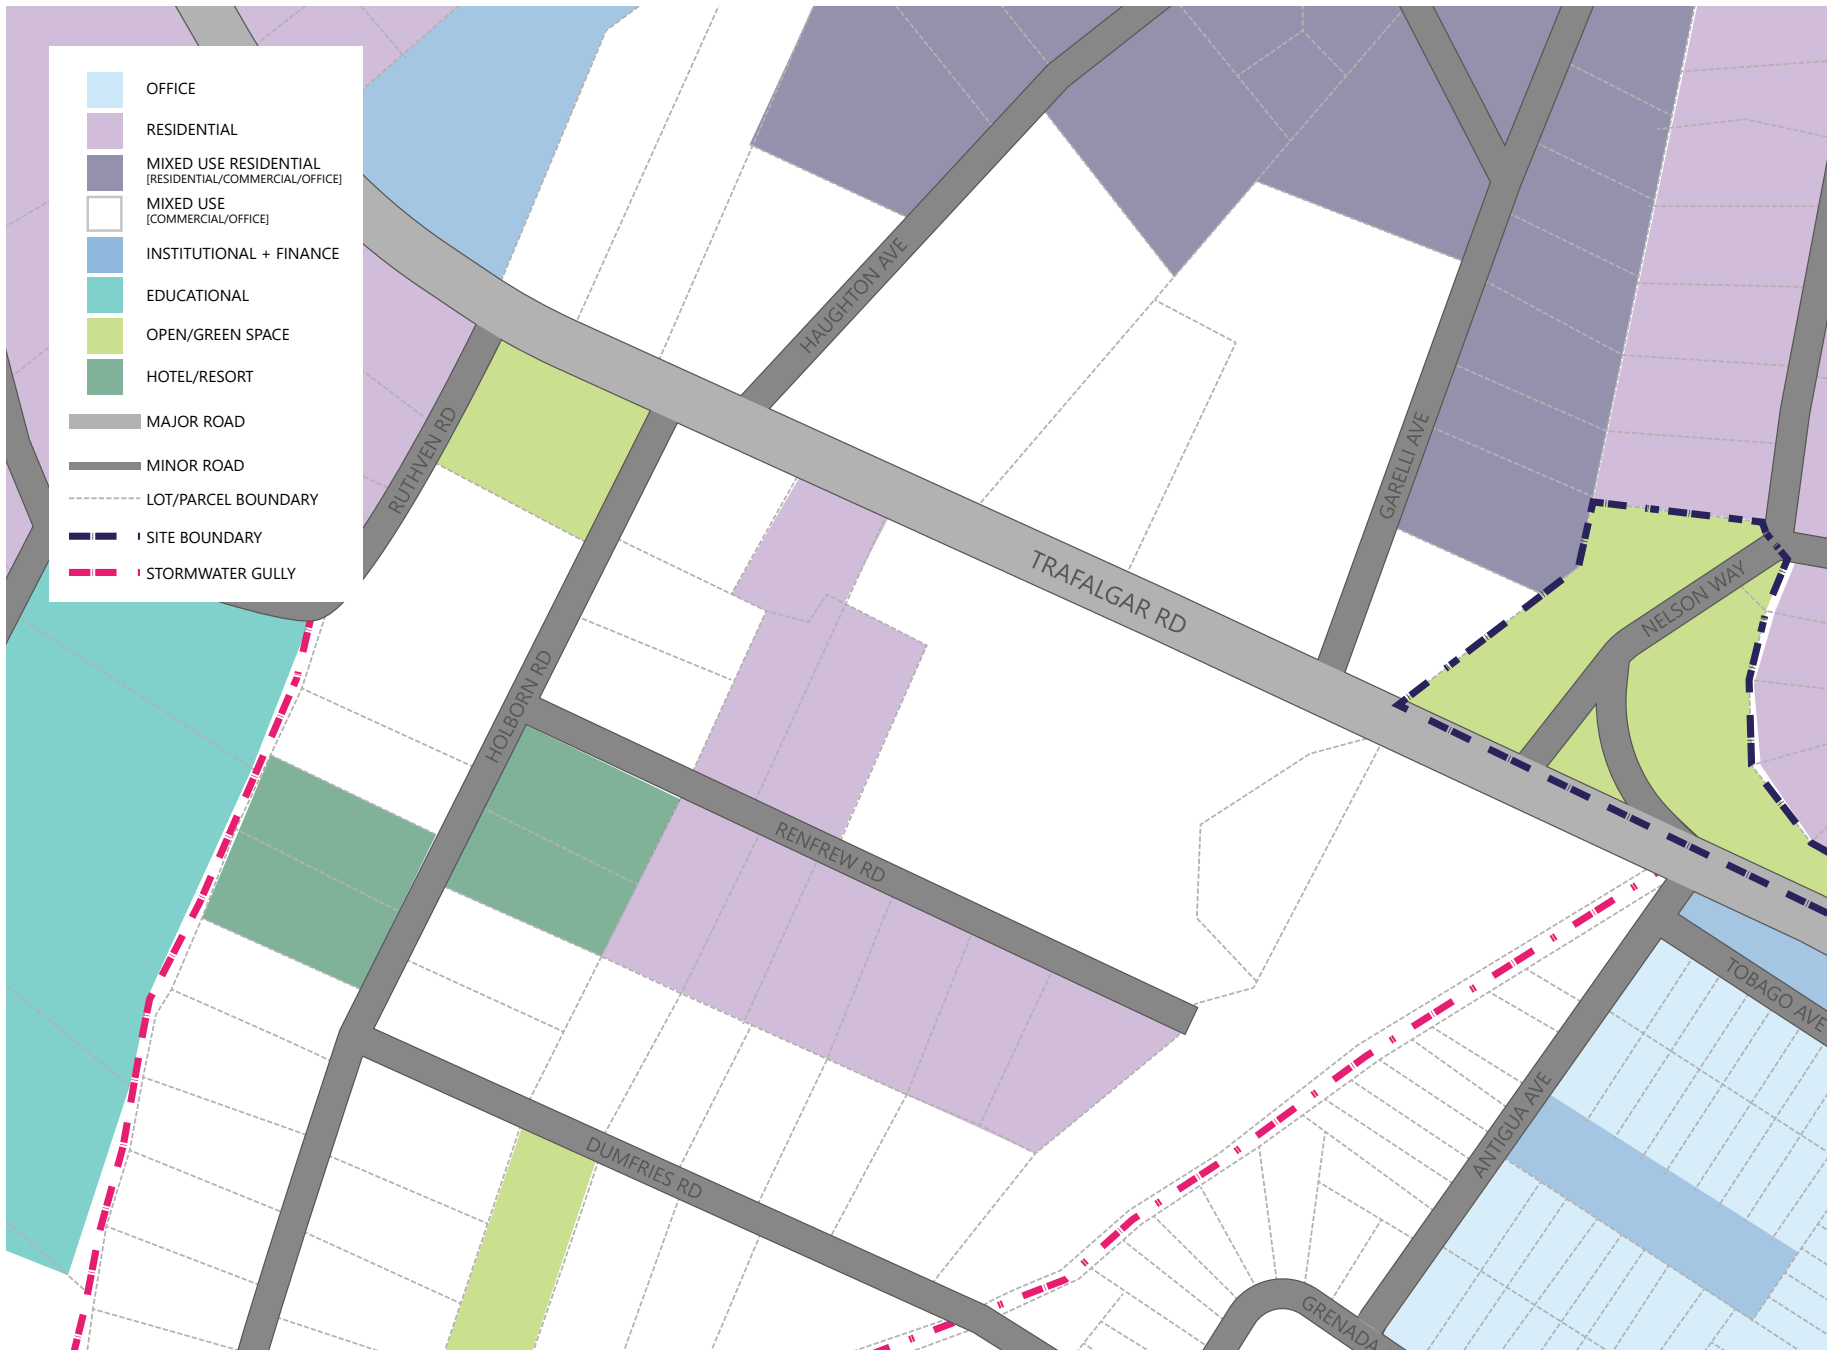 OFFICE
RESIDENTIAL
MIXED USE RESIDENTIAL
[RESIDENTIAL/COMMERCIAL/OFFICE]
MIXED USE
[COMMERCIAL/OFFICE]
INSTITUTIONAL + FINANCE
EDUCATIONAL
OPEN/GREEN SPACE
HOTEL/RESORT
MAJOR ROAD
MINOR ROAD
LOT/PARCEL BOUNDARY
SITE BOUNDARY
STORMWATER GULLY
HAUGHTON AVE
RUTHVEN RD
GARELLI AVE
TRAFALGAR RD
NELSON WAY
HOLBORN RD
RENFREW RD
TOBAGO AVE
ANTIGUA AVE
DUMFRIES RD
GRENADA